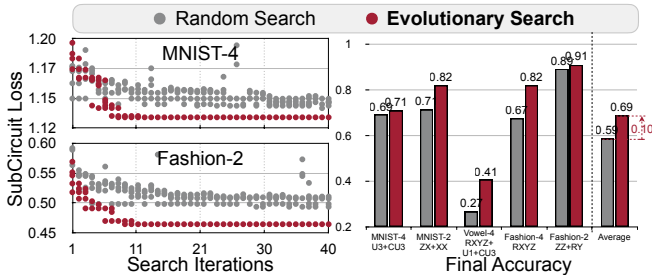 Random Search
Evolutionary Search
SubCircuit Loss
1.20
1.17
1.15
1.12
MNIST-4
0.60
0.55
0.50
0.45
Fashion-2
1
11
21
30
40
Search Iterations
1
0.8
0.6
0.4
0.2
0.69
0.71
0.71
0.82
0.27
0.41
0.67
0.82
0.89
0.91
0.59
0.69
0.10
MNIST-4
U3+CU3
MNIST-2
ZX+XX
Vowel-4
RXYZ+
U1+CU3
Fashion-4
RXYZ
Fashion-2
ZZ+RY
Average
Final Accuracy